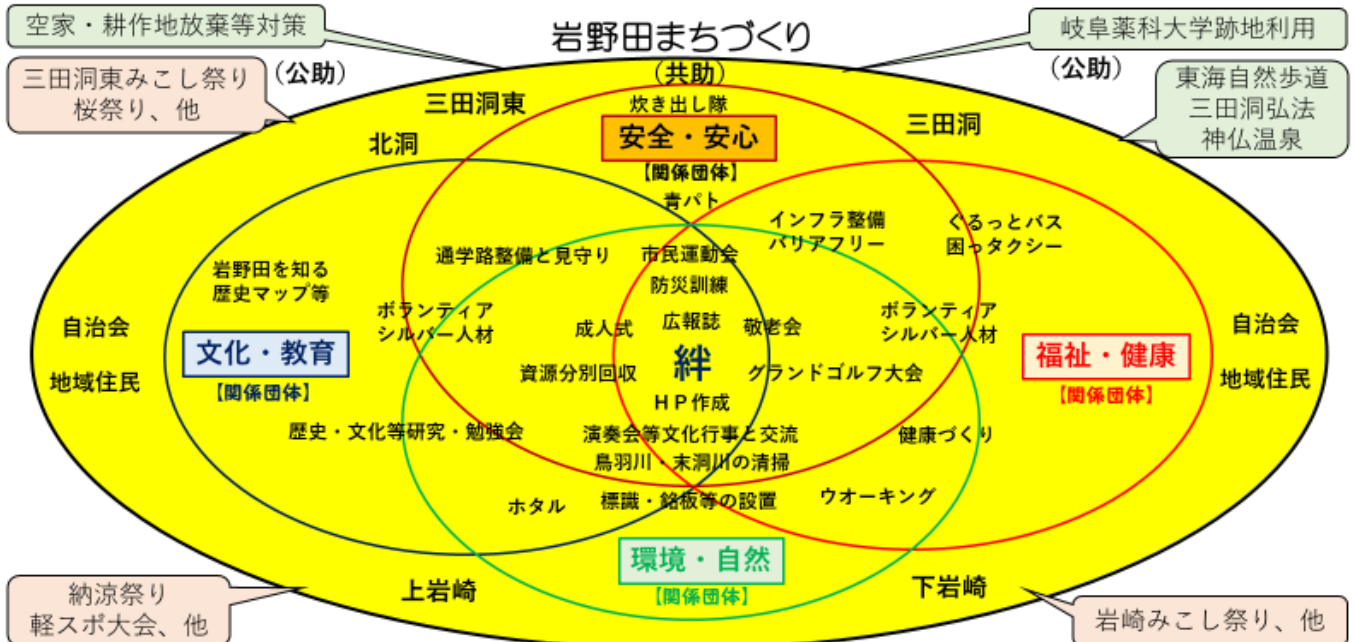 岩野田まちづくり
空家・耕作地放棄等対策
岐阜薬科大学跡地利用
三田洞東みこし祭り
桜祭り、他
(公助)
(共助)
(公助)
東海自然歩道
三田洞弘法
神仏温泉
三田洞東
炊き出し隊
三田洞
北洞
安全・安心
【関係団体】
青パト
インフラ整備
バリアフリー
ぐるっとバス
困っタクシー
通学路整備と見守り
市民運動会
岩野田を知る
歴史マップ等
防災訓練
ボランティア
シルバー人材
成人式
広報誌
敬老会
ボランティア
シルバー人材
自治会
地域住民
自治会
地域住民
文化・教育
【関係団体】
絆
福祉・健康
【関係団体】
資源分別回収
グランドゴルフ大会
HP作成
歴史・文化等研究・勉強会
演奏会等文化行事と交流
健康づくり
鳥羽川・末洞川の清掃
ホタル
標識・銘板等の設置
ウオーキング
環境・自然
【関係団体】
上岩崎
下岩崎
納涼祭り
軽スポ大会、他
岩崎みこし祭り、他